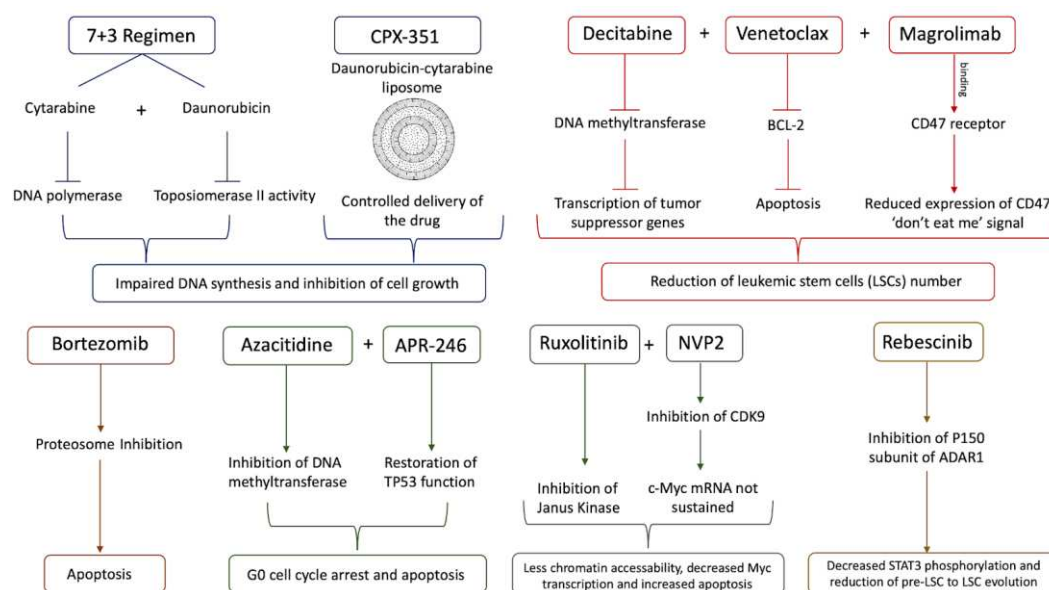 7+3 Regimen
Cytarabine + Daunorubicin
DNA polymerase
Toposiomerase II activity
CPX-351
Daunorubicin-cytarabine
liposome
Controlled delivery of
the drug
Impaired DNA synthesis and inhibition of cell growth
Decitabine + Venetoclax + Magrolimab
binding
DNA methyltransferase
BCL-2
CD47 receptor
Transcription of tumor
suppressor genes
Apoptosis
Reduced expression of CD47
'don't eat me' signal
Reduction of leukemic stem cells (LSCs) number
Bortezomib
Proteosome Inhibition
Apoptosis
Azacitidine + APR-246
Inhibition of DNA
methyltransferase
Restoration of
TP53 function
G0 cell cycle arrest and apoptosis
Ruxolitinib + NVP2
Inhibition of CDK9
Inhibition of
Janus Kinase
c-Myc mRNA not
sustained
Less chromatin accessability, decreased Myc
transcription and increased apoptosis
Rebescinib
Inhibition of P150
subunit of ADAR1
Decreased STAT3 phosphorylation and
reduction of pre-LSC to LSC evolution